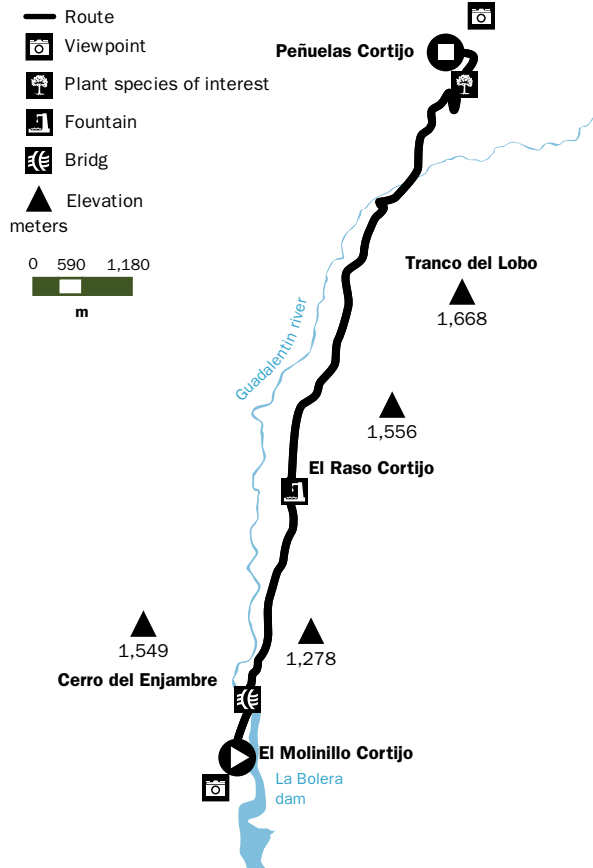 Route
Viewpoint
Plant species of interest
Fountain
Bridg
Elevation
meters
0 590 1,180
m
Peñuelas Cortijo
Tranco del Lobo
1,668
Guadalentin river
1,556
El Raso Cortijo
1,549
1,278
Cerro del Enjambre
El Molinillo Cortijo
La Bolera
dam